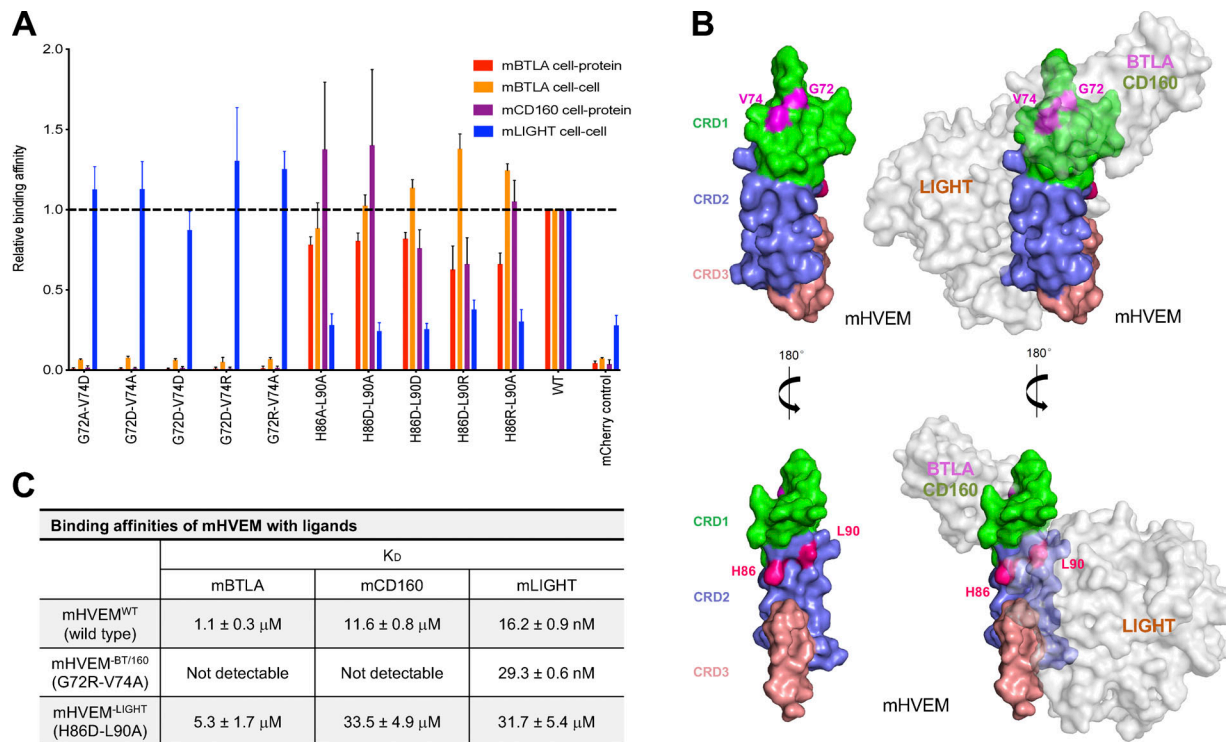 A
2.0
1.5
1.0
0.5
0.0
Relative binding affinity
mBTLA cell-protein
mBTLA cell-cell
mCD160 cell-protein
mLIGHT cell-cell
G72A-V74D
G72D-V74A
G72D-V74D
G72D-V74R
G72R-V74A
H86A-L90A
H86D-L90A
H86D-L90D
H86D-L90R
H86R-L90A
WT
mCherry control
B
V74
G72
CRD1
CRD2
CRD3
mHVEM
BTLA
CD160
V74
G72
LIGHT
mHVEM
180°
180°
CRD1
L90
H86
CRD2
CRD3
BTLA
CD160
L90
H86
LIGHT
mHVEM
C
Binding affinities of mHVEM with ligands
KD
mBTLA mCD160 mLIGHT
mHVEMWT
(wild type)
1.1 ± 0.3 μM 11.6 ± 0.8 μM 16.2 ± 0.9 nM
mHVEM-BT/160
(G72R-V74A)
Not detectable Not detectable 29.3 ± 0.6 nM
mHVEM-LIGHT
(H86D-L90A)
5.3 ± 1.7 μM 33.5 ± 4.9 μM 31.7 ± 5.4 μM